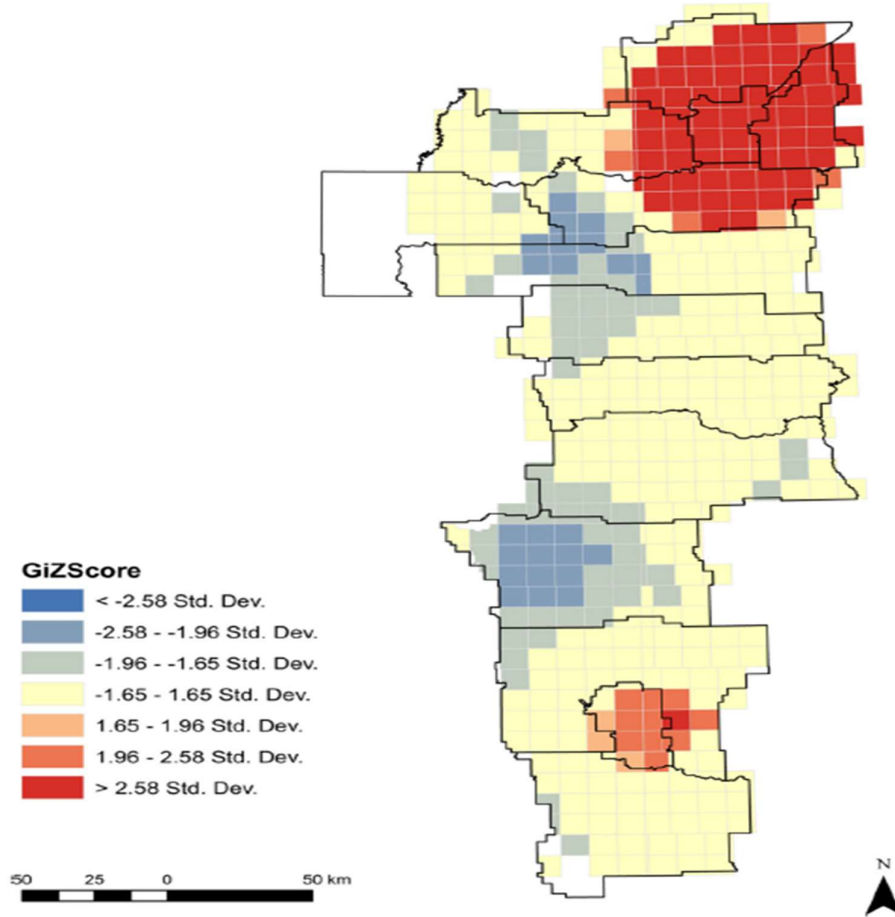 GiZScore
< -2.58 Std. Dev.
-2.58 - -1.96 Std. Dev.
-1.96 - -1.65 Std. Dev.
-1.65 - 1.65 Std. Dev.
1.65 - 1.96 Std. Dev.
1.96 - 2.58 Std. Dev.
> 2.58 Std. Dev.
50 25 0 50 km
N